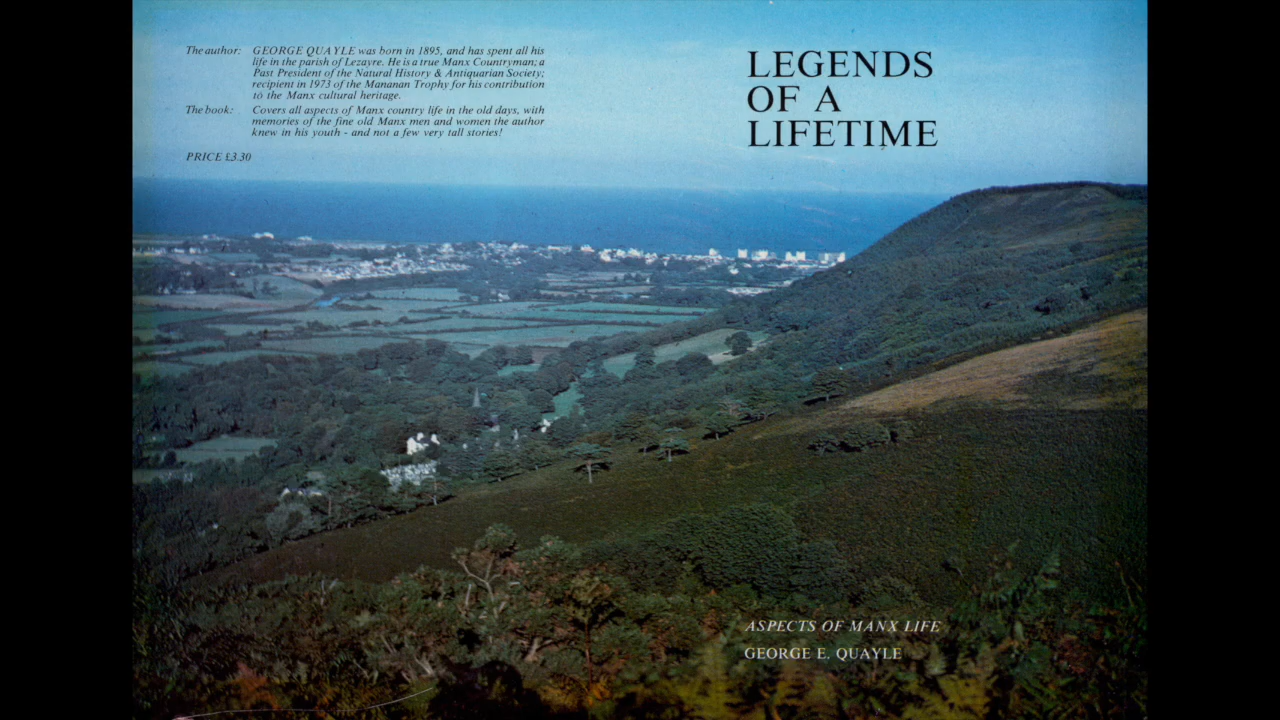 The author: GEORGE QUAYLE was born in 1895, and has spent all his
life in the parish of Lezayre. He is a true Manx Countryman; a
Past President of the Natural History & Antiquarian Society;
recipient in 1973 of the Mananan Trophy for his contribution
to the Manx cultural heritage.
The book: Covers all aspects of Manx country life in the old days, with
memories of the fine old Manx men and women the author
knew in his youth - and not a few very tall stories!
PRICE £3.30
LEGENDS
OF A
LIFETIME
ASPECTS OF MANX LIFE
GEORGE E. QUAYLE